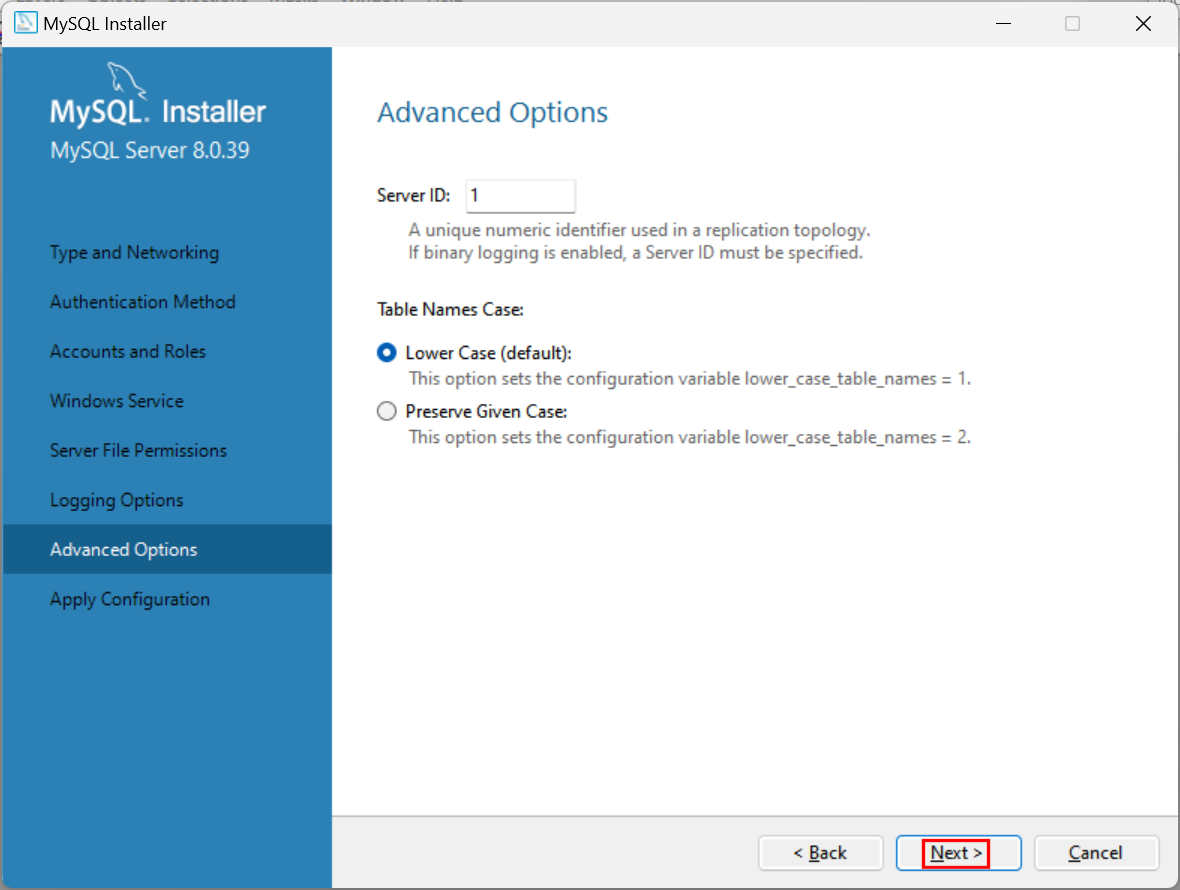 MySQL Installer
MySQL® Installer
MySQL Server 8.0.39
Type and Networking
Authentication Method
Accounts and Roles
Windows Service
Server File Permissions
Logging Options
Advanced Options
Apply Configuration
Advanced Options
Server ID: 1
A unique numeric identifier used in a replication topology.
If binary logging is enabled, a Server ID must be specified.
Table Names Case:
Lower Case (default):
This option sets the configuration variable lower_case_table_names = 1.
Preserve Given Case:
This option sets the configuration variable lower_case_table_names = 2.
< Back
Next >
Cancel